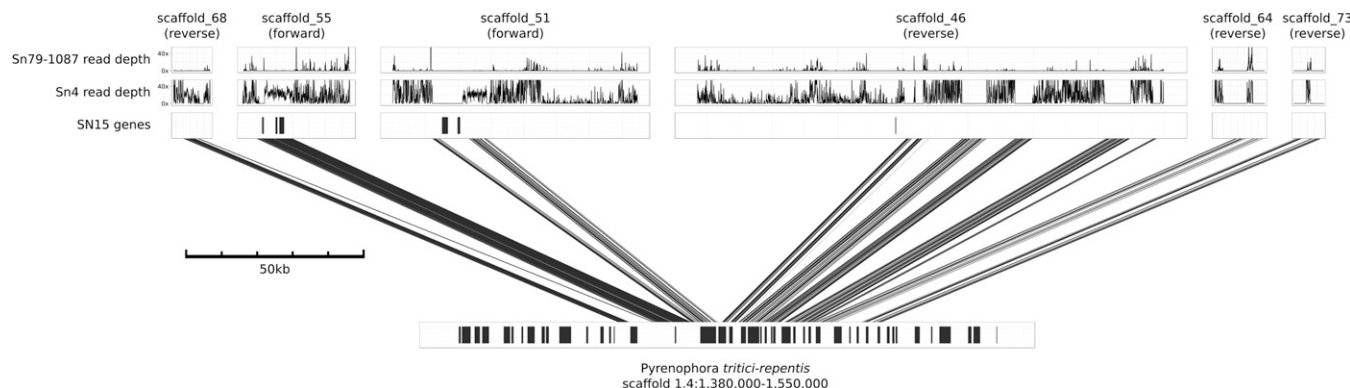 scaffold_68 scaffold_55 scaffold_51 scaffold_46 scaffold_64 scaffold_73
(reverse) (forward) (forward) (reverse) (reverse) (reverse)
Sn79-1087 read depth 40x
0x
Sn4 read depth 40x
0x
SN15 genes
50kb
Pyrenophora tritici-repentis
scaffold 1.4:1.380.000-1.550.000